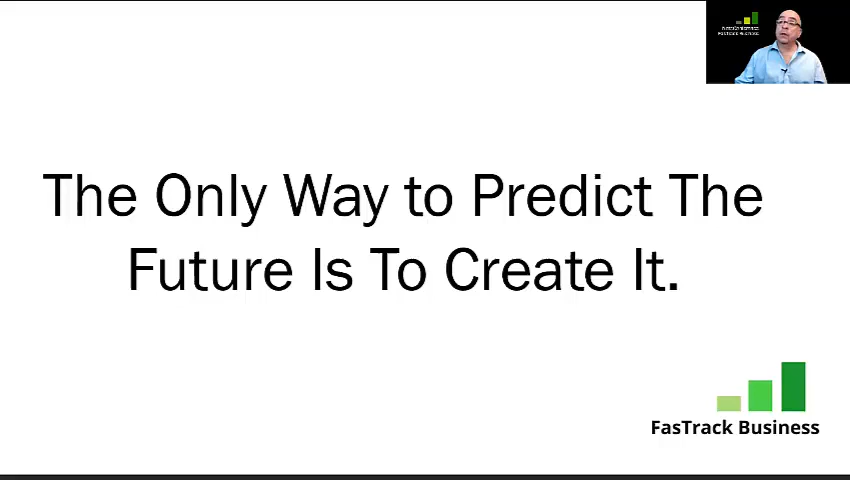 The Only Way to Predict The
Future Is To Create It.
FasTrack Business